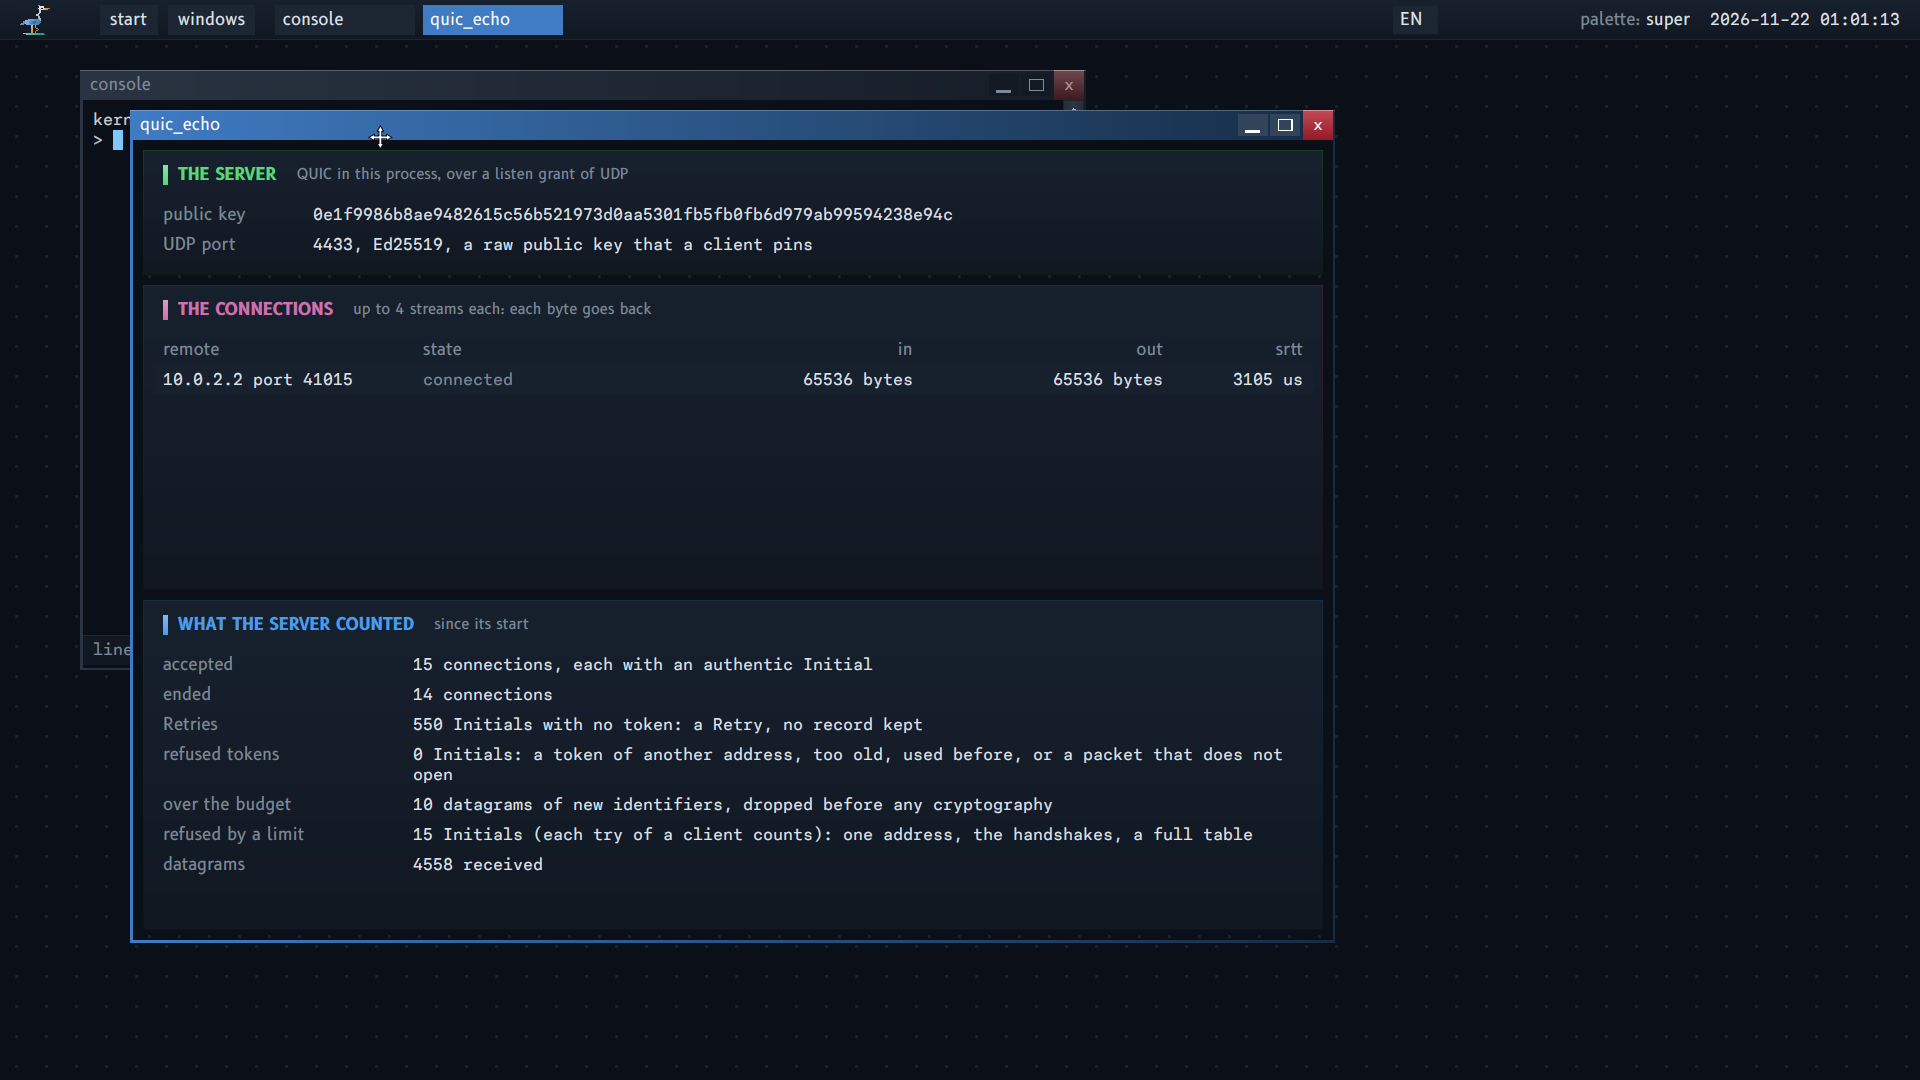 start windows console quic_echo EN palette: super 2026-11-22 01:01:13
console x
kern
>
quic_echo x
THE SERVER QUIC in this process, over a listen grant of UDP
public key 0e1f9986b8ae9482615c56b521973d0aa5301fb5fb0fb6d979ab99594238e94c
UDP port 4433, Ed25519, a raw public key that a client pins
THE CONNECTIONS up to 4 streams each: each byte goes back
remote state in out srtt
10.0.2.2 port 41015 connected 65536 bytes 65536 bytes 3105 us
WHAT THE SERVER COUNTED since its start
accepted 15 connections, each with an authentic Initial
line
ended 14 connections
Retries 550 Initials with no token: a Retry, no record kept
refused tokens 0 Initials: a token of another address, too old, used before, or a packet that does not
open
over the budget 10 datagrams of new identifiers, dropped before any cryptography
refused by a limit 15 Initials (each try of a client counts): one address, the handshakes, a full table
datagrams 4558 received